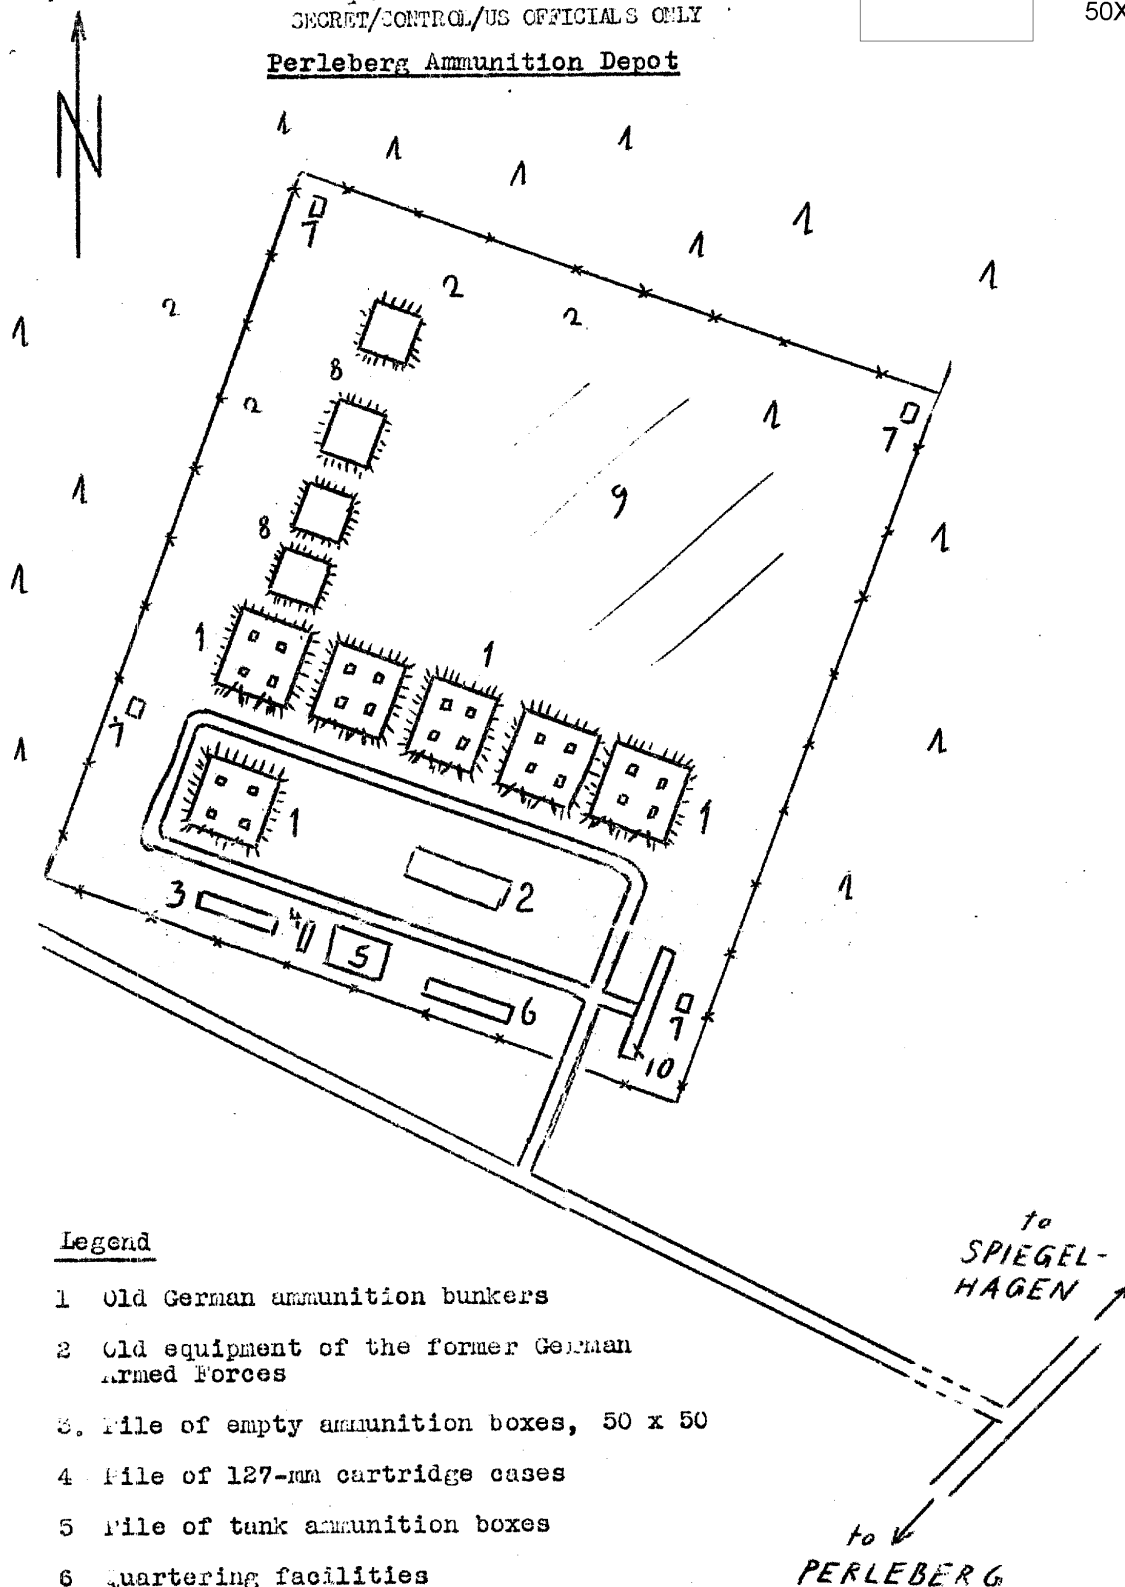 SECRET/CONTROL/US OFFICIALS ONLY
50X
Perleberg Ammunition Depot
N
1
1
1
1
1
1
1
7
2
2
2
1
8
2
1
7
9
1
8
1
1
1
1
7
1
1
1
1
1
3
2
1
4
5
6
7
10
to
SPIEGEL-
HAGEN
to
PERLEBERG
Legend
1 Old German ammunition bunkers
2 Old equipment of the former German
Armed Forces
3. Pile of empty ammunition boxes, 50 x 50
4 Pile of 127-mm cartridge cases
5 Pile of tank ammunition boxes
6 Quartering facilities